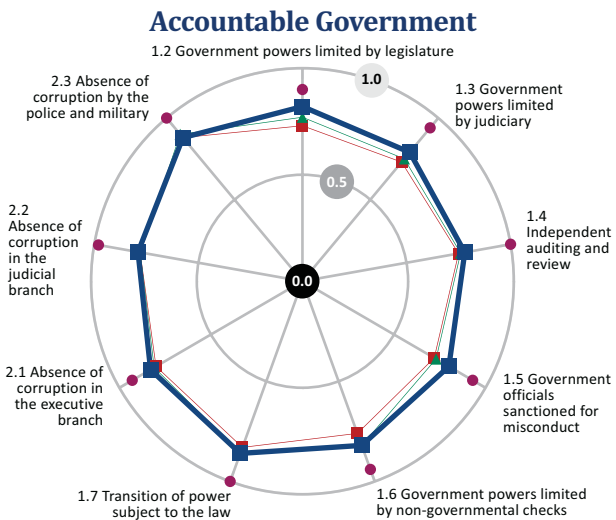 Accountable Government
1.2 Government powers limited by legislature
1.0
2.3 Absence of
corruption by the
police and military
1.3 Government
powers limited
by judiciary
0.5
2.2
Absence of
corruption
in the
judicial
branch
1.4
Independent
auditing and
review
0.0
2.1 Absence of
corruption in
the executive
branch
1.5 Government
officials
sanctioned for
misconduct
1.7 Transition of power
subject to the law
1.6 Government powers limited
by non-governmental checks